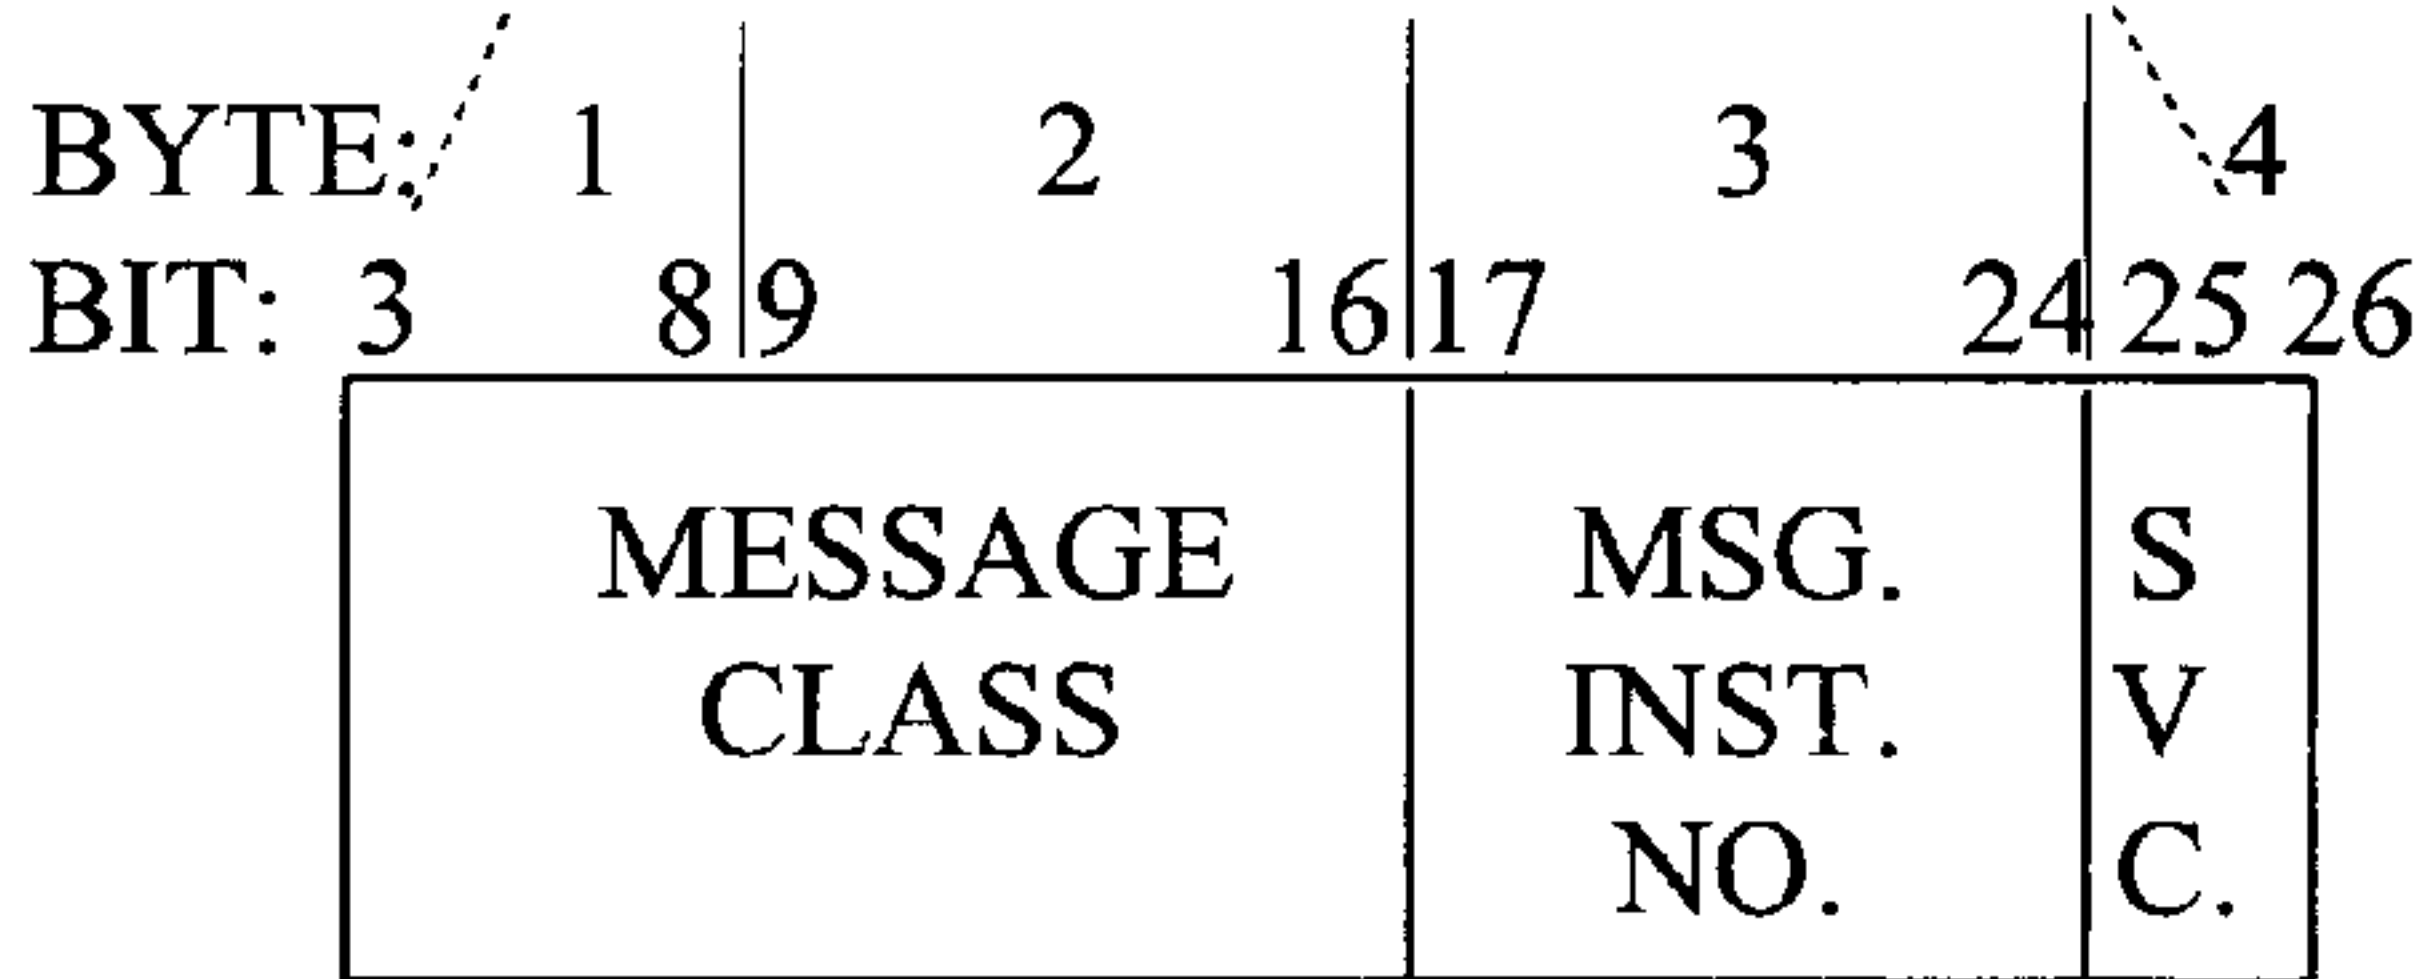 BYTE: 1 2 3 4
BIT: 3 8 9 16 17 24 25 26
MESSAGE MSG. S
CLASS INST. V
NO. C.